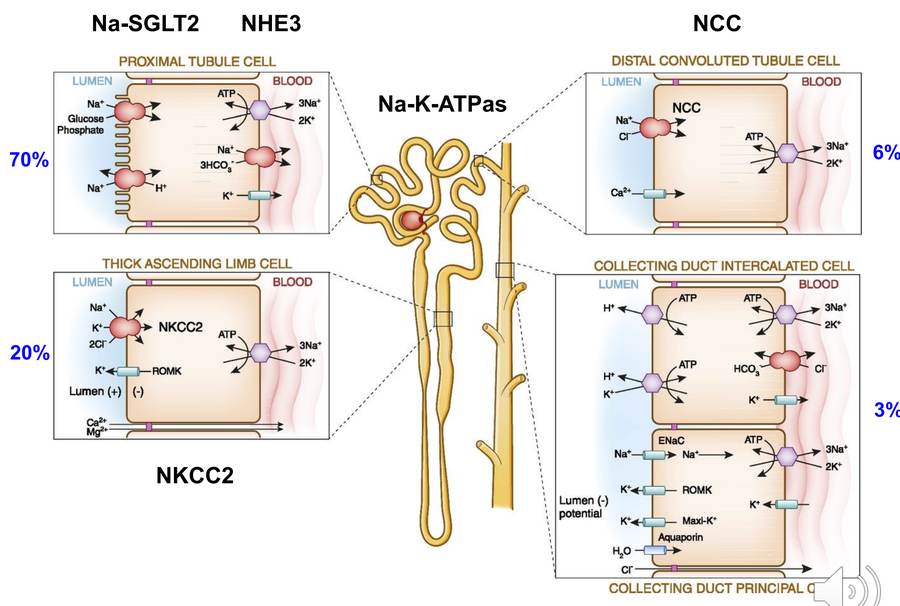 Na-SGLT2 NHE3
NCC
PROXIMAL TUBULE CELL
LUMEN
BLOOD
Na⁺
Glucose
Phosphate
ATP
3Na⁺
2K⁺
Na⁺
3HCO₃⁻
Na⁺
H⁺
K⁺
70%
Na-K-ATPas
DISTAL CONVOLUTED TUBULE CELL
LUMEN
BLOOD
NCC
Na⁺
Cl⁻
ATP
3Na⁺
2K⁺
Ca²⁺
6%
THICK ASCENDING LIMB CELL
LUMEN
BLOOD
Na⁺
K⁺
2Cl⁻
NKCC2
ATP
3Na⁺
2K⁺
K⁺
ROMK
Lumen (+) (-)
Ca²⁺
Mg²⁺
20%
NKCC2
COLLECTING DUCT INTERCALATED CELL
LUMEN
BLOOD
H⁺
ATP
ATP
3Na⁺
2K⁺
H⁺
K⁺
ATP
HCO₃⁻
Cl⁻
K⁺
3%
ENaC
Na⁺
Na⁺
ATP
3Na⁺
2K⁺
K⁺
ROMK
K⁺
Lumen (-)
potential
K⁺
Maxi-K⁺
Aquaporin
H₂O
Cl⁻
COLLECTING DUCT PRINCIPAL C